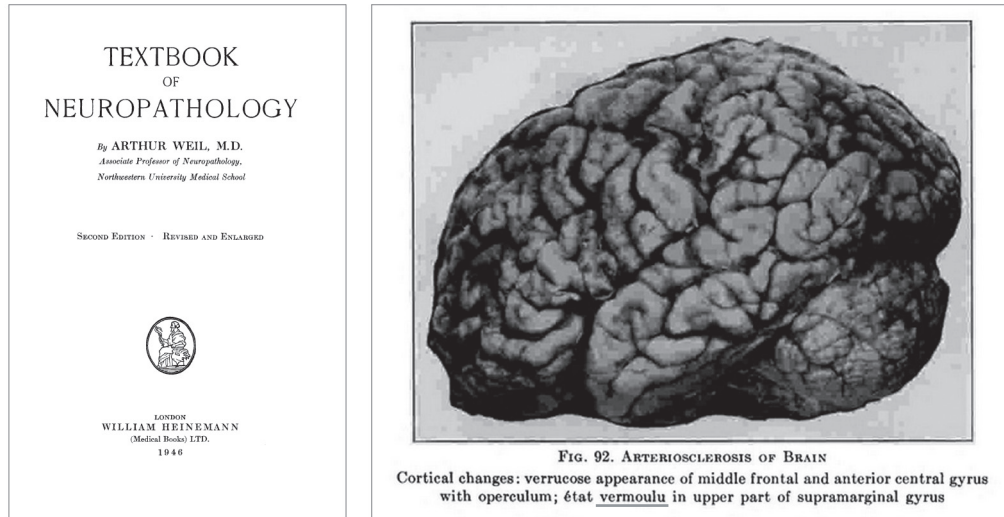 TEXTBOOK
OF
NEUROPATHOLOGY
By ARTHUR WEIL, M.D.
Associate Professor of Neuropathology,
Northwestern University Medical School
SECOND EDITION · REVISED AND ENLARGED
LONDON
WILLIAM HEINEMANN
(Medical Books) LTD.
1946
FIG. 92. ARTERIOSCLEROSIS OF BRAIN
Cortical changes: verrucose appearance of middle frontal and anterior central gyrus
with operculum; état vermoulu in upper part of supramarginal gyrus